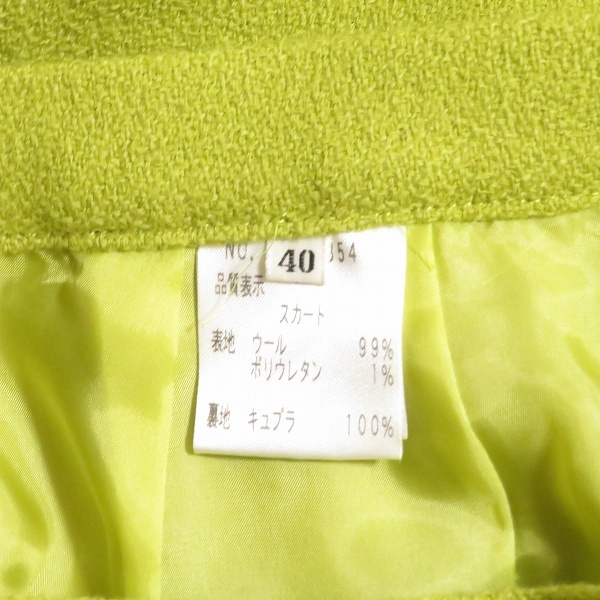 NO. 40 354
品質表示
スカート
表地 ウール 99%
ポリウレタン 1%
裏地 キュプラ 100%